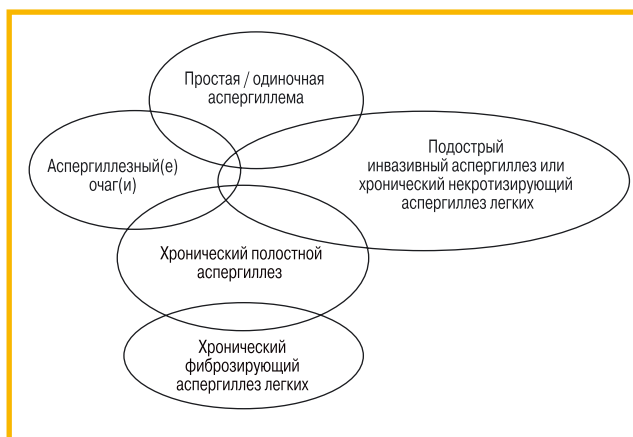 Простая / одиночная
аспергиллема
Аспергиллезный(е)
очаг(и)
Подострый
инвазивный аспергиллез или
хронический некротизирующий
аспергиллез легких
Хронический полостной
аспергиллез
Хронический
фиброзирующий
аспергиллез легких